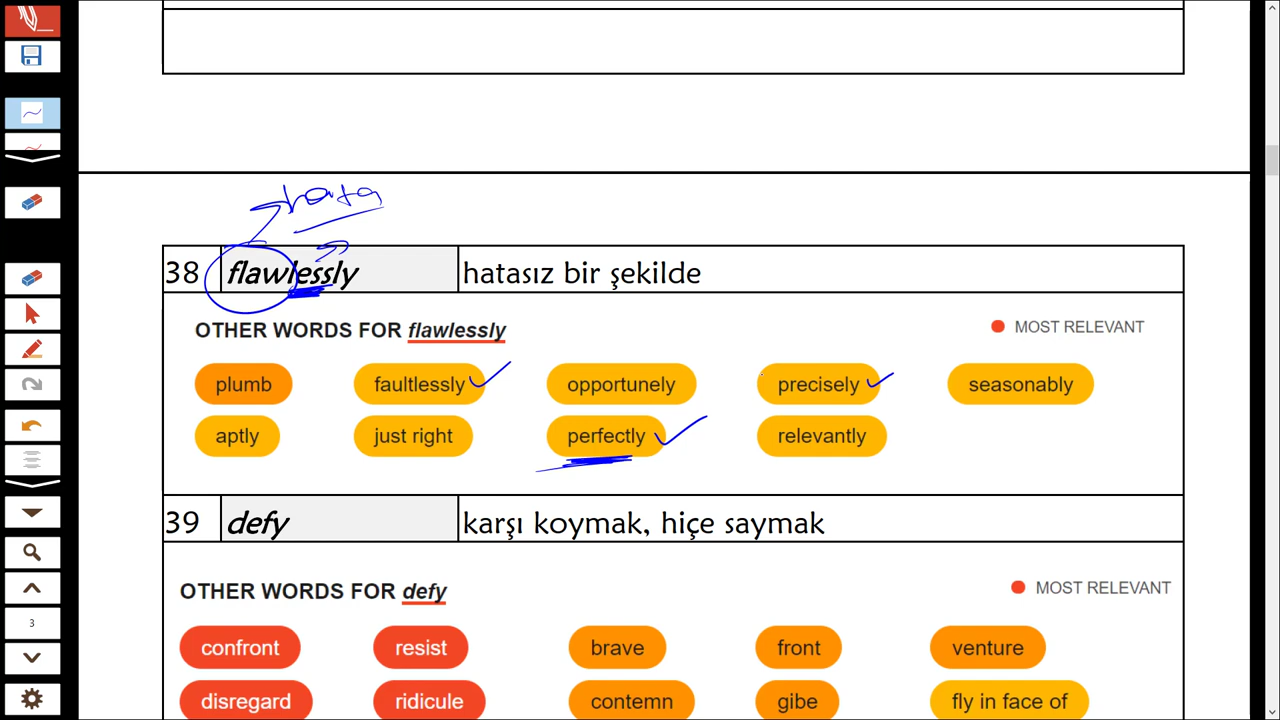 hata
38 flawlessly hatasız bir şekilde
OTHER WORDS FOR flawlessly MOST RELEVANT
plumb faultlessly opportunely precisely seasonably
aptly just right perfectly relevantly
39 defy karşı koymak, hiçe saymak
OTHER WORDS FOR defy MOST RELEVANT
confront resist brave front venture
3
disregard ridicule contemn gibe fly in face of